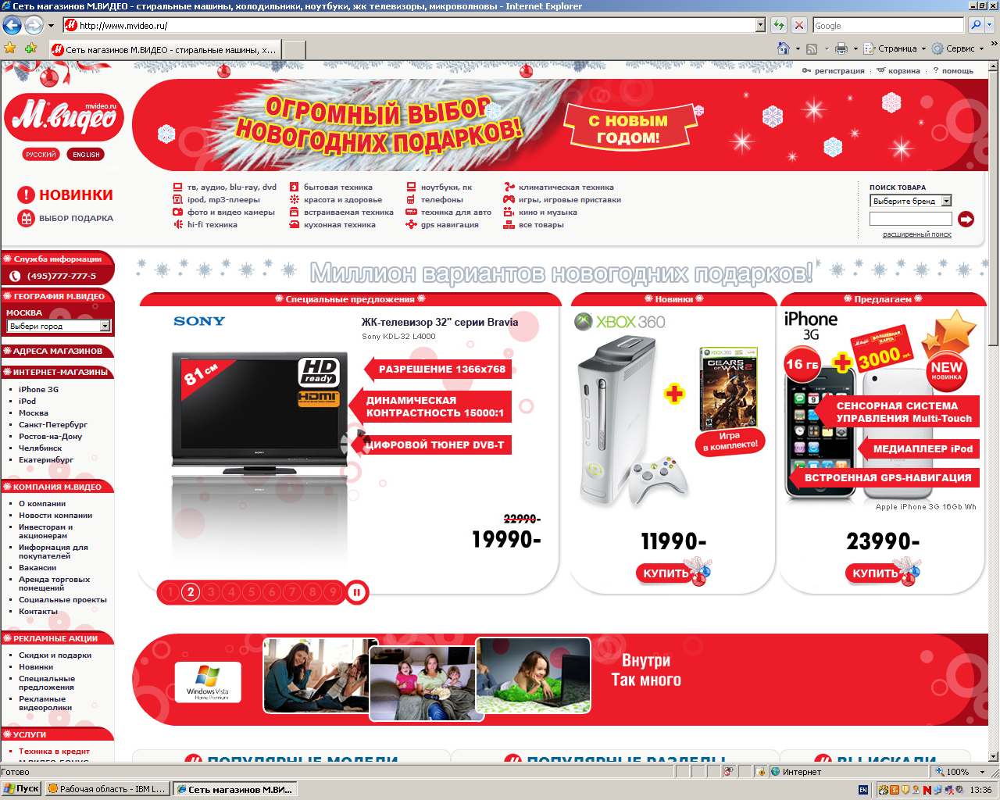 Сеть магазинов М.ВИДЕО - стиральные машины, холодильники, ноутбуки, жк телевизоры, микроволновы - Internet Explorer
http://www.mvideo.ru/
Google
Сеть магазинов М.ВИДЕО - стиральные машины, х...
Страница
Сервис
регистрация
корзина
? помощь
mvideo.ru
М.видео
РУССКИЙ
ENGLISH
ОГРОМНЫЙ ВЫБОР
НОВОГОДНИХ ПОДАРКОВ!
С НОВЫМ
ГОДОМ!
НОВИНКИ
ВЫБОР ПОДАРКА
тв, аудио, blu-ray, dvd
ipod, mp3-плееры
фото и видео камеры
hi-fi техника
бытовая техника
красота и здоровье
встраиваемая техника
кухонная техника
ноутбуки, пк
телефоны
техника для авто
gps навигация
климатическая техника
игры, игровые приставки
кино и музыка
все товары
ПОИСК ТОВАРА
Выберите бренд
расширенный поиск
Служба информации
(495)777-777-5
ГЕОГРАФИЯ М.ВИДЕО
МОСКВА
Выбери город
АДРЕСА МАГАЗИНОВ
ИНТЕРНЕТ-МАГАЗИНЫ
iPhone 3G
iPod
Москва
Санкт-Петербург
Ростов-на-Дону
Челябинск
Екатеринбург
КОМПАНИЯ М.ВИДЕО
О компании
Новости компании
Инвесторам и
акционерам
Информация для
покупателей
Вакансии
Аренда торговых
помещений
Социальные проекты
Контакты
РЕКЛАМНЫЕ АКЦИИ
Скидки и подарки
Новинки
Специальные
предложения
Рекламные
видеоролики
УСЛУГИ
Техника в кредит
М.ВИДЕО-БОНУС
Миллион вариантов новогодних подарков!
Специальные предложения
SONY
ЖК-телевизор 32" серии Bravia
Sony KDL-32 L4000
81 см
HD
ready
HDMI
РАЗРЕШЕНИЕ 1366x768
ДИНАМИЧЕСКАЯ
КОНТРАСТНОСТЬ 15000:1
ЦИФРОВОЙ ТЮНЕР DVB-T
SONY
22990-
19990-
1 2 3 4 5 6 7 8 9
Новинки
XBOX 360
XBOX 360
GEARS
OF WAR 2
Игра
в комплекте!
11990-
КУПИТЬ
Предлагаем
iPhone
3G
16 гб
ВОЛШЕБНАЯ
КАРТА
3000 руб.
NEW
НОВИНКА
СЕНСОРНАЯ СИСТЕМА
УПРАВЛЕНИЯ Multi-Touch
МЕДИАПЛЕЕР iPod
ВСТРОЕННАЯ GPS-НАВИГАЦИЯ
Apple iPhone 3G 16Gb Wh
23990-
КУПИТЬ
Windows Vista
Home Premium
Внутри
Так много
ПОПУЛЯРНЫЕ МОДЕЛИ
ПОПУЛЯРНЫЕ РАЗДЕЛЫ
ВЫ ИСКАЛИ
Готово
Интернет
100%
Пуск
Рабочая область - IBM L...
Сеть магазинов М.ВИ...
EN
13:36